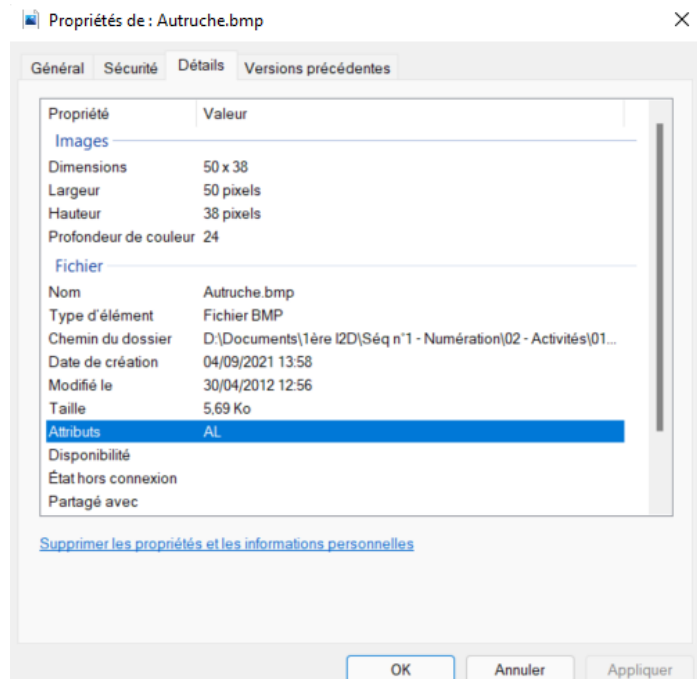 Propriétés de : Autruche.bmp
Général Sécurité Détails Versions précédentes
Propriété Valeur
Images
Dimensions 50 x 38
Largeur 50 pixels
Hauteur 38 pixels
Profondeur de couleur 24
Fichier
Nom Autruche.bmp
Type d'élément Fichier BMP
Chemin du dossier D:\Documents\1ère I2D\Séq n°1 - Numération\02 - Activités\01...
Date de création 04/09/2021 13:58
Modifié le 30/04/2012 12:56
Taille 5,69 Ko
Attributs AL
Disponibilité
État hors connexion
Partagé avec
Supprimer les propriétés et les informations personnelles
OK Annuler Appliquer